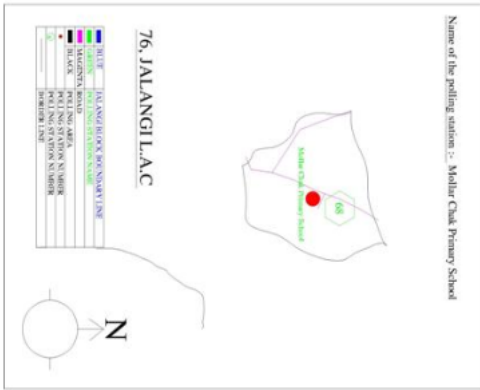 Name of the polling station :- Mollar Chak Primary School
68
Mollar Chak Primary School
76, JALANGI L.A.C
BLUE JALANGI BLOCK BOUNDARY LINE
GREEN POLLING STATION NAME
MAGENTA ROAD
BLACK POLLING AREA
POLLING STATION NUMBER
POLLING STATION NUMBER
BORDER LINE
N